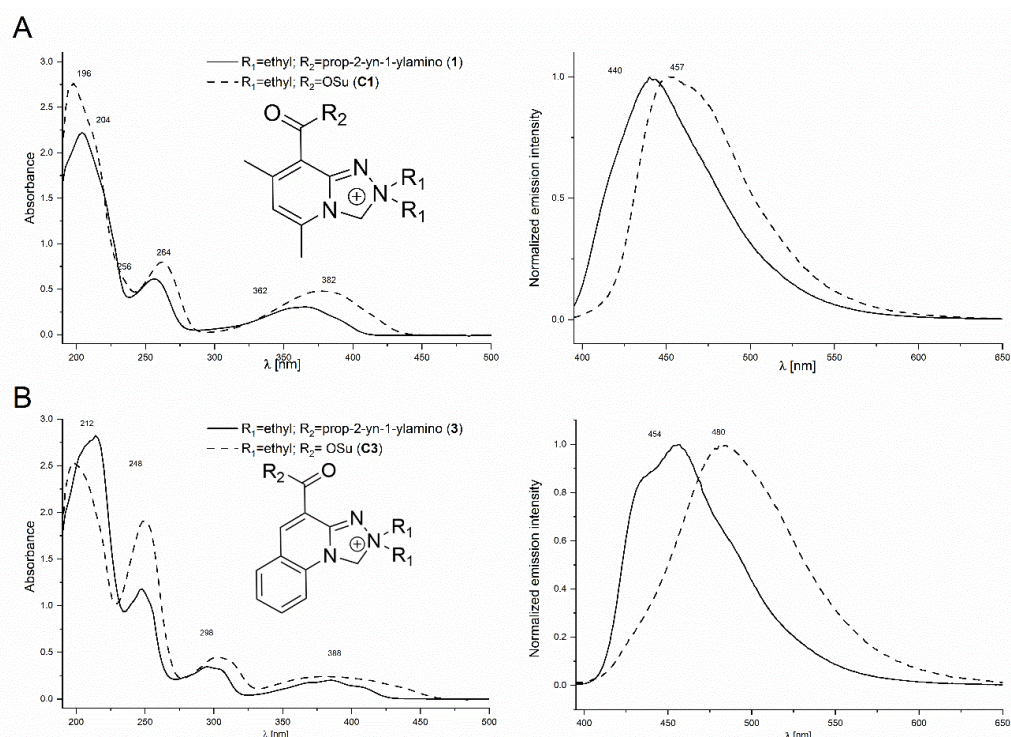 A
R₁=ethyl; R₂=prop-2-yn-1-ylamino (1)
R₁=ethyl; R₂=OSu (C1)
196
204
256
264
362
382
O
R₂
N
N
R₁
R₁
N
+
Absorbance
3.0
2.5
2.0
1.5
1.0
0.5
0.0
200
250
300
350
400
450
500
λ [nm]
440
457
Normalized emission intensity
1.0
0.5
0.0
400
450
500
550
600
650
λ [nm]
B
R₁=ethyl; R₂=prop-2-yn-1-ylamino (3)
R₁=ethyl; R₂= OSu (C3)
212
248
298
388
R₂
O
N
N
R₁
R₁
N
+
Absorbance
3.0
2.5
2.0
1.5
1.0
0.5
0.0
200
250
300
350
400
450
500
λ [nm]
454
480
Normalized emission intensity
1.0
0.8
0.6
0.4
0.2
0.0
400
450
500
550
600
650
λ [nm]